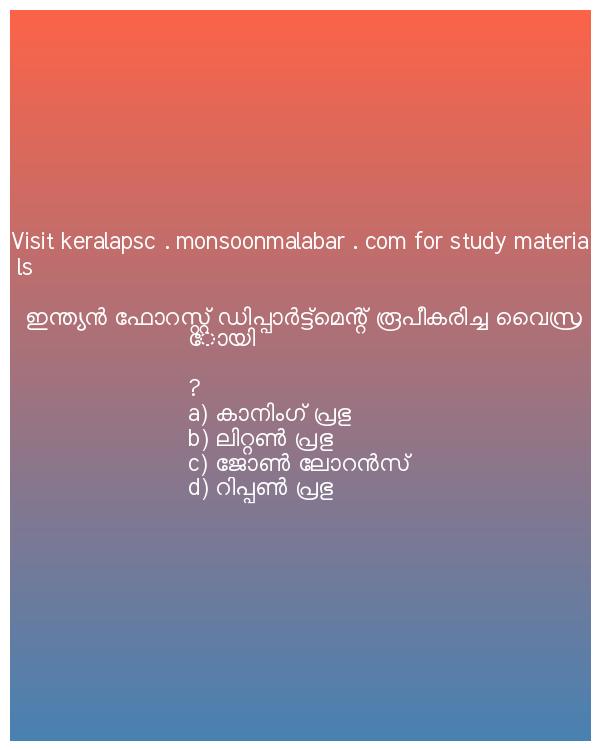 Visit keralapsc . monsoonmalabar . com for study materia
ls
ഇന്ത്യൻ ഫോറസ്റ്റ് ഡിപ്പാർട്ട്മെന്റ് രൂപീകരിച്ച വൈസ്ര
ോയി
?
a) കാനിംഗ് പ്രഭു
b) ലിറ്റൺ പ്രഭു
c) ജോൺ ലോറൻസ്
d) റിപ്പൺ പ്രഭു